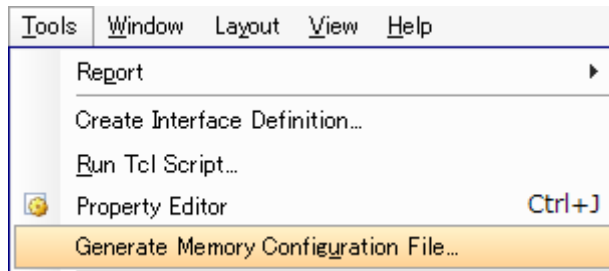 Tools Window Layout View Help
Report
Create Interface Definition...
Run Tcl Script...
Property Editor Ctrl+J
Generate Memory Configuration File...